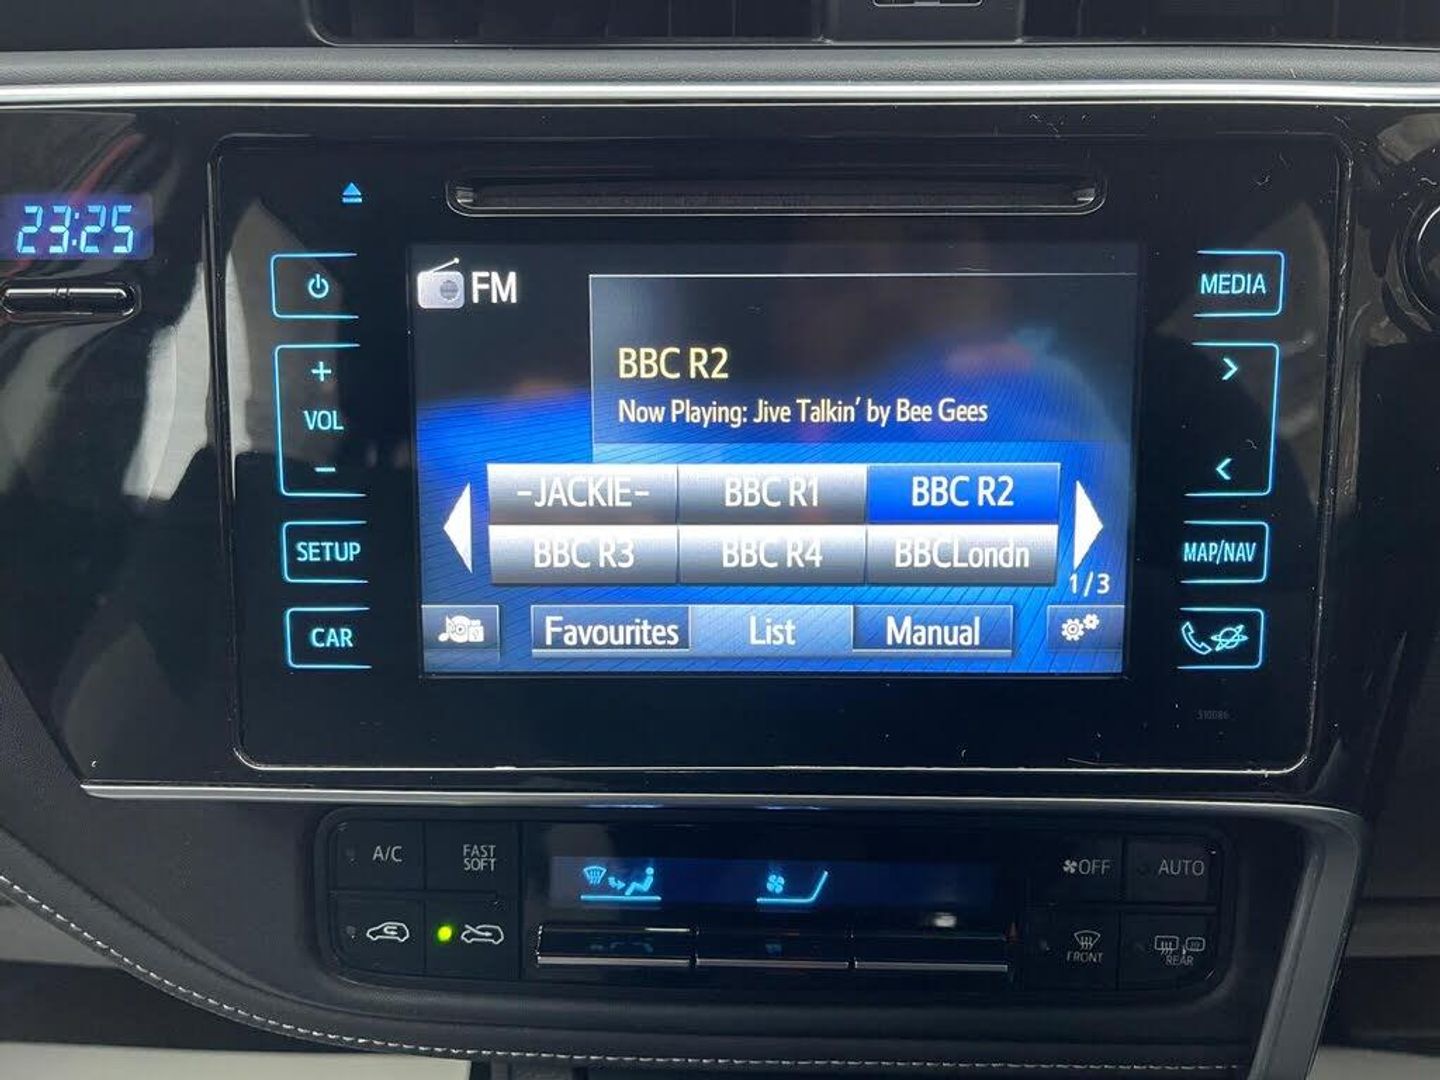 23:25
FM
MEDIA
BBC R2
+
VOL
-
Now Playing: Jive Talkin' by Bee Gees
-JACKIE-
BBC R1
BBC R2
SETUP
BBC R3
BBC R4
BBCLondn
MAP/NAV
1/3
CAR
Favourites
List
Manual
510086
A/C
FAST
SOFT
OFF
AUTO
FRONT
REAR